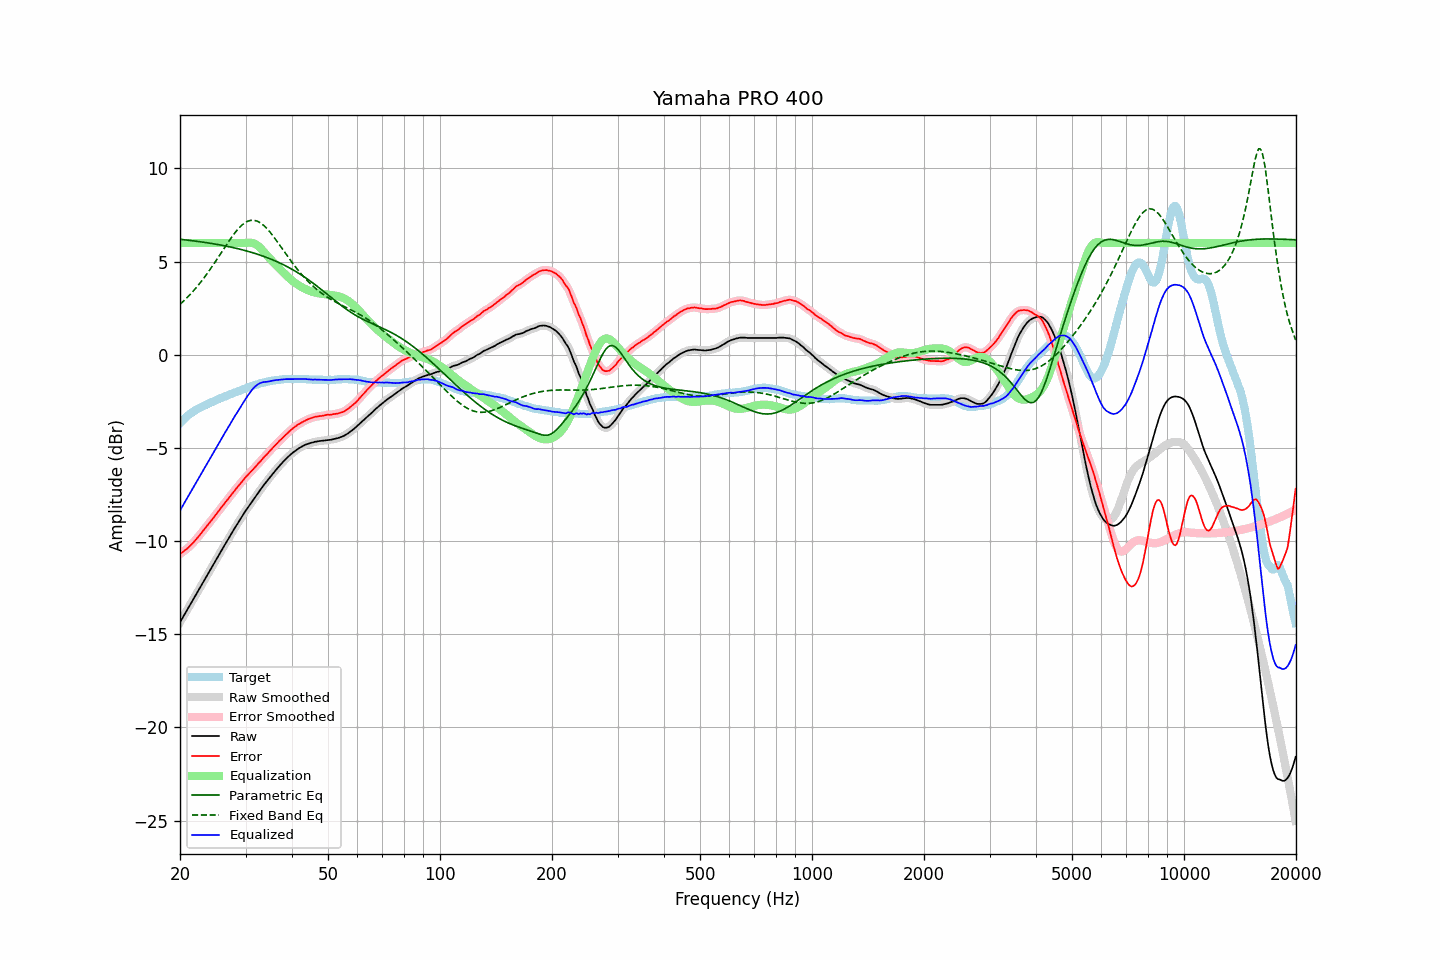 Yamaha PRO 400
Amplitude (dBr)
10
5
0
−5
−10
−15
−20
−25
Target
Raw Smoothed
Error Smoothed
Raw
Error
Equalization
Parametric Eq
Fixed Band Eq
Equalized
20 50 100 200 500 1000 2000 5000 10000 20000
Frequency (Hz)